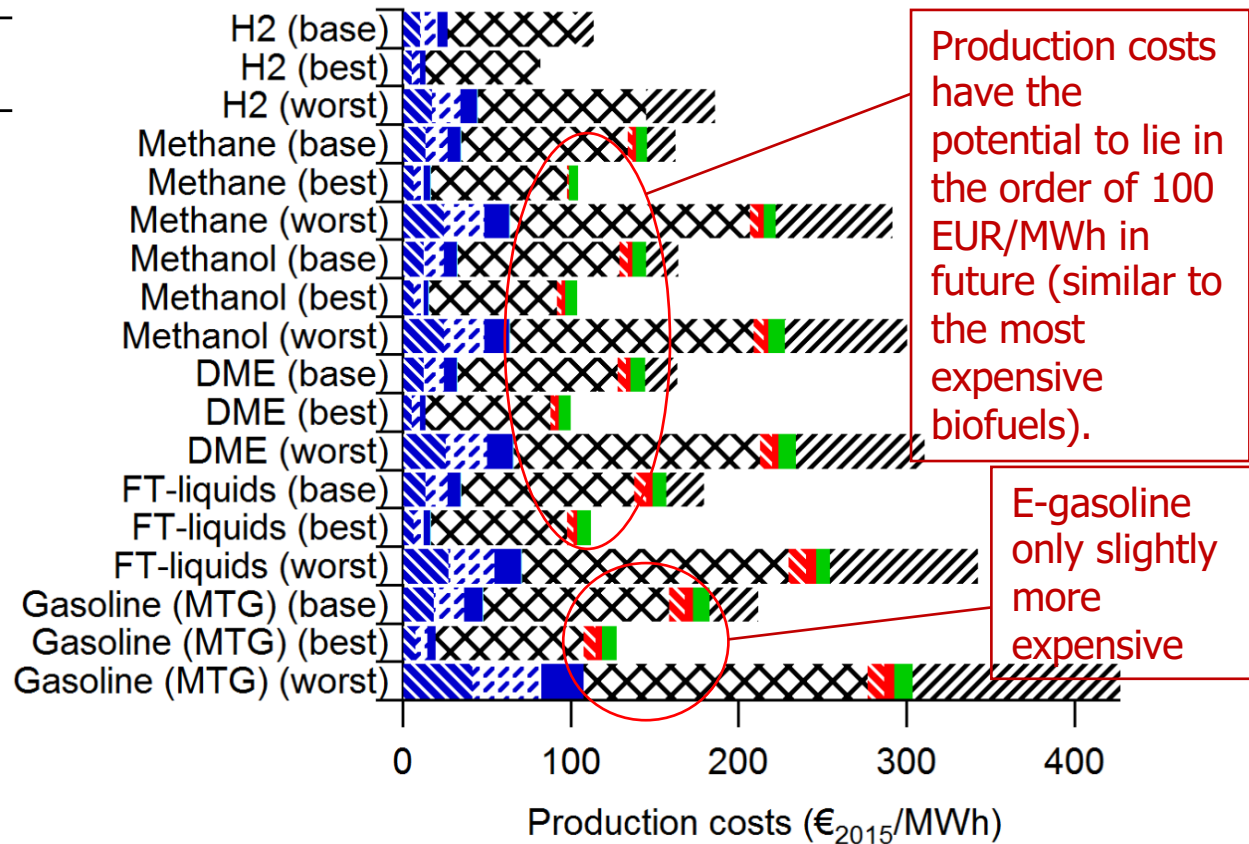 H2 (base)
H2 (best)
H2 (worst)
Methane (base)
Methane (best)
Methane (worst)
Methanol (base)
Methanol (best)
Methanol (worst)
DME (base)
DME (best)
DME (worst)
FT-liquids (base)
FT-liquids (best)
FT-liquids (worst)
Gasoline (MTG) (base)
Gasoline (MTG) (best)
Gasoline (MTG) (worst)
0 100 200 300 400
Production costs (€₂₀₁₅/MWh)
Production costs
have the
potential to lie in
the order of 100
EUR/MWh in
future (similar to
the most
expensive
biofuels).
E-gasoline
only slightly
more
expensive